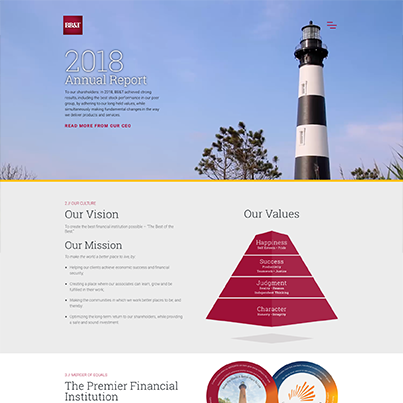 BB&T
2018
Annual Report
To our shareholders: In 2018, BB&T achieved strong
results, including the best stock performance in our peer
group, by adhering to our long-held values, while
simultaneously making fundamental changes in the way
we deliver products and services.
READ MORE FROM OUR CEO
2.0 OUR CULTURE
Our Vision
To create the best financial institution possible – "The Best of the
Best."
Our Mission
To make the world a better place to live, by:
Helping our clients achieve economic success and financial
security;
Creating a place where our associates can learn, grow and be
fulfilled in their work;
Making the communities in which we work better places to be; and
thereby:
Optimizing the long-term return to our shareholders, while providing
a safe and sound investment.
Our Values
Happiness
Success
Productivity
Teamwork • Justice
Judgment
Reality • Reason
Independent Thinking
Character
Honesty • Integrity
3.0 MERGER OF EQUALS
The Premier Financial
Institution